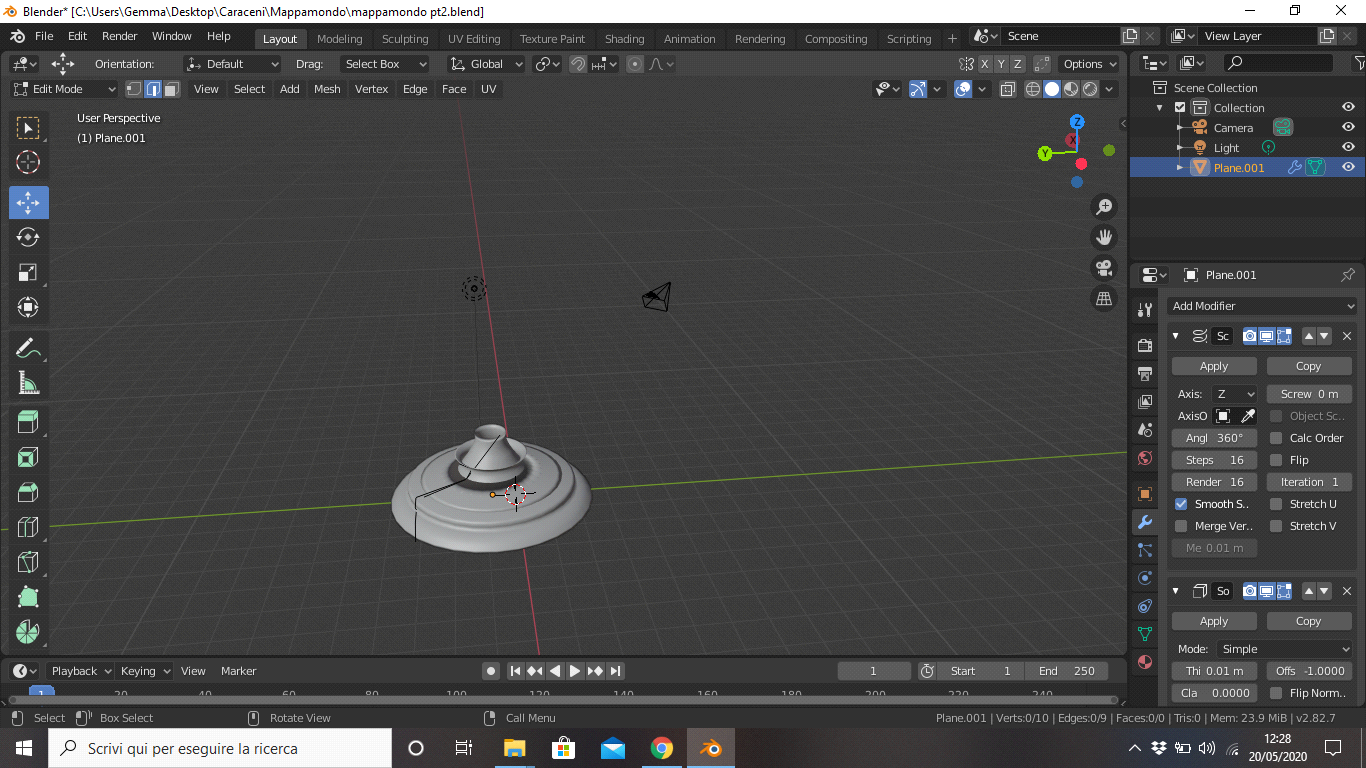 Blender* [C:\Users\Gemma\Desktop\Caraceni\Mappamondo\mappamondo pt2.blend]
File Edit Render Window Help Layout Modeling Sculpting UV Editing Texture Paint Shading Animation Rendering Compositing Scripting + Scene View Layer
Orientation: Default Drag: Select Box Global X Y Z Options
Edit Mode View Select Add Mesh Vertex Edge Face UV
Scene Collection
Collection
Camera
Light
Plane.001
User Perspective
(1) Plane.001
Z
X
Y
Plane.001
Add Modifier
Sc
Apply Copy
Axis: Z Screw 0 m
AxisO Object Sc..
Angl 360° Calc Order
Steps 16 Flip
Render 16 Iteration 1
Smooth S.. Stretch U
Merge Ver.. Stretch V
Me 0.01 m
So
Apply Copy
Mode: Simple
Thi 0.01 m Offs -1.0000
Cla 0.0000 Flip Norm..
Playback Keying View Marker 1 Start 1 End 250
1 20 40 60 80 100 120 140 160 180 200 220 240
Select Box Select Rotate View Call Menu Plane.001 | Verts:0/10 | Edges:0/9 | Faces:0/0 | Tris:0 | Mem: 23.9 MiB | v2.82.7
Scrivi qui per eseguire la ricerca
12:28
20/05/2020